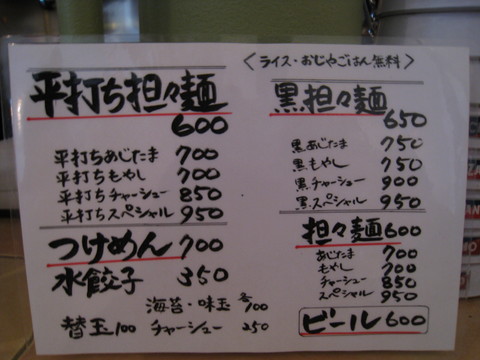 〈ライス・おじやごはん無料〉
平打ち担々麺
600
平打ちあじたま 700
平打ちもやし 700
平打ちチャーシュー 850
平打ちスペシャル 950
つけめん 700
水餃子 350
海苔・味玉 各100
替玉100 チャーシュー 250
黒担々麺
650
黒あじたま 750
黒もやし 750
黒チャーシュー 900
黒スペシャル 950
担々麺 600
あじたま 700
もやし 700
チャーシュー 850
スペシャル 950
ビール 600